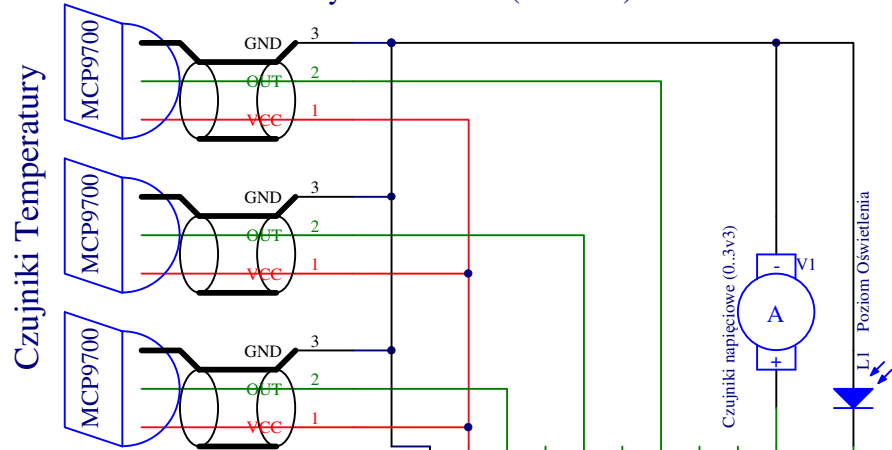 Czujniki Temperatury
MCP9700
GND
3
OUT
2
VCC
1
MCP9700
GND
3
OUT
2
VCC
1
MCP9700
GND
3
OUT
2
VCC
1
Czujniki napięciowe (0..3v3)
-
V1
A
+
Poziom Oświetlenia
L1